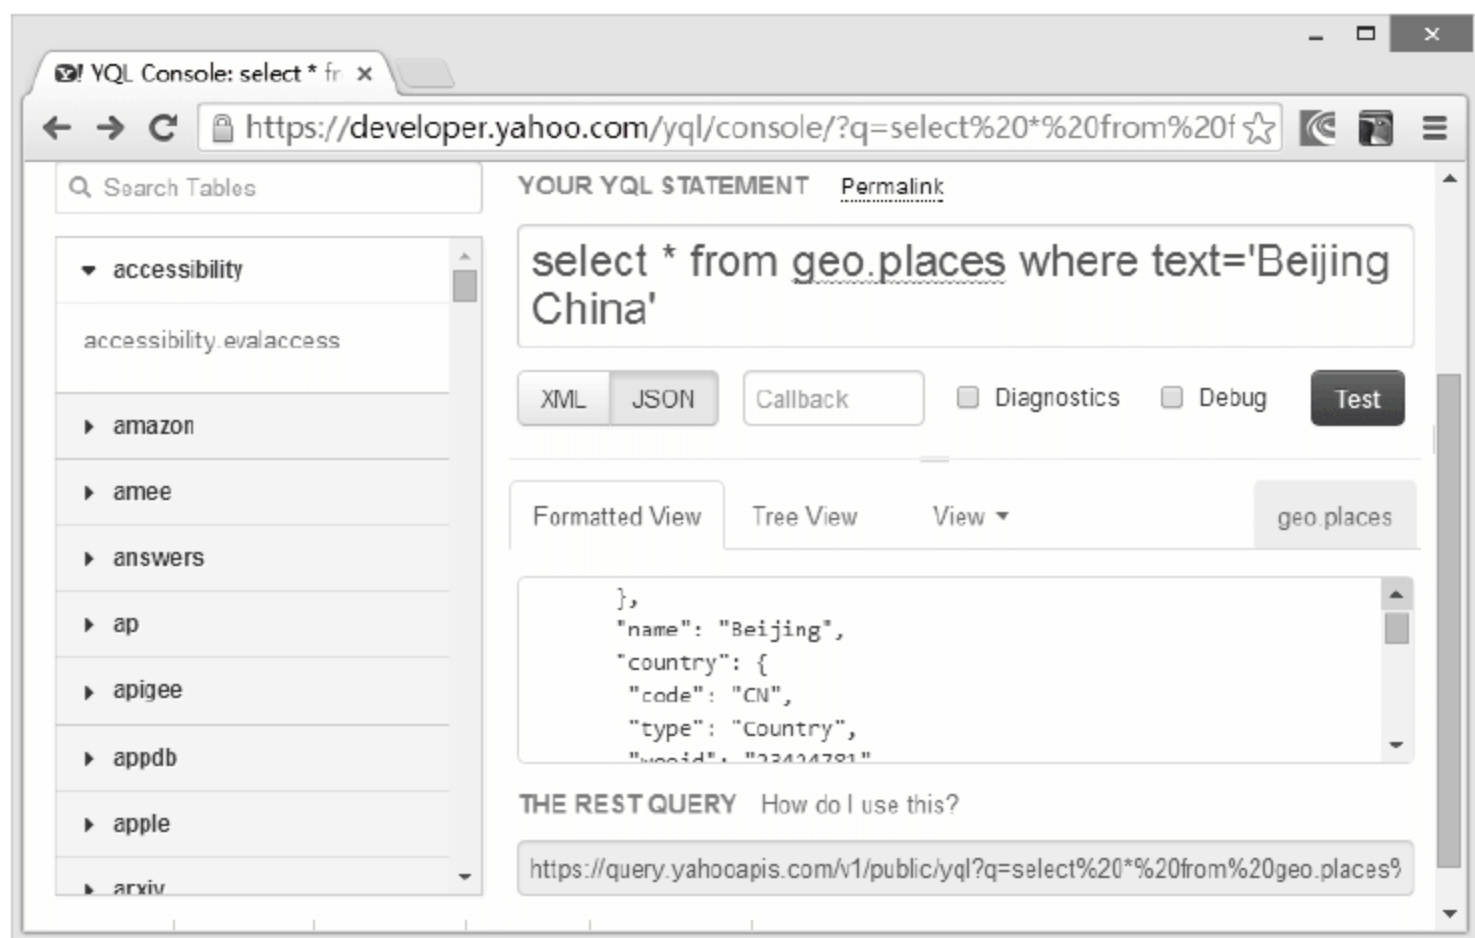 YQL Console: select * fr
https://developer.yahoo.com/yql/console/?q=select%20*%20from%20f
Search Tables
accessibility
accessibility.evalaccess
amazon
amee
answers
ap
apigee
appdb
apple
arxiv
YOUR YQL STATEMENT Permalink
select * from geo.places where text='Beijing
China'
XML JSON Callback Diagnostics Debug Test
Formatted View Tree View View geo.places
},
"name": "Beijing",
"country": {
"code": "CN",
"type": "Country",
"woeid": "23424781"
THE REST QUERY How do I use this?
https://query.yahooapis.com/v1/public/yql?q=select%20*%20from%20geo.places%